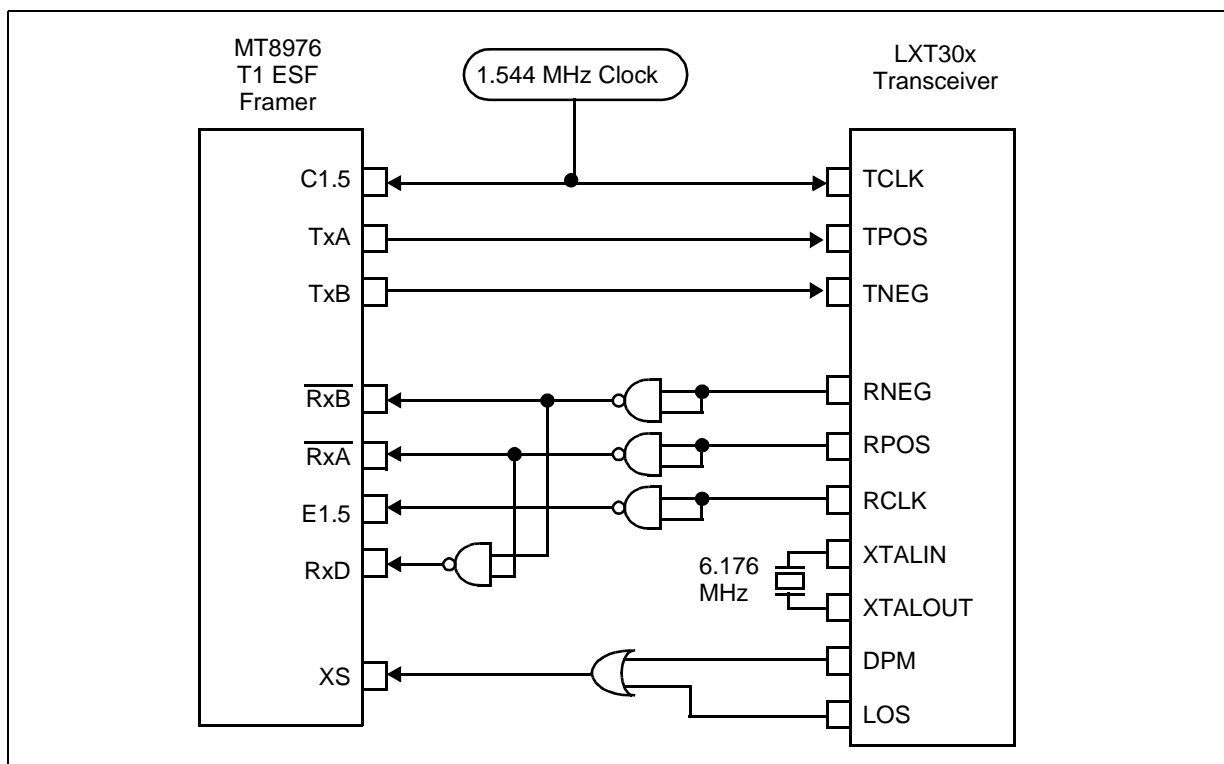 MT8976
T1 ESF
Framer
1.544 MHz Clock
LXT30x
Transceiver
C1.5
TCLK
TxA
TPOS
TxB
TNEG
RxB
RNEG
RxA
RPOS
E1.5
RCLK
RxD
6.176
MHz
XTALIN
XTALOUT
XS
DPM
LOS